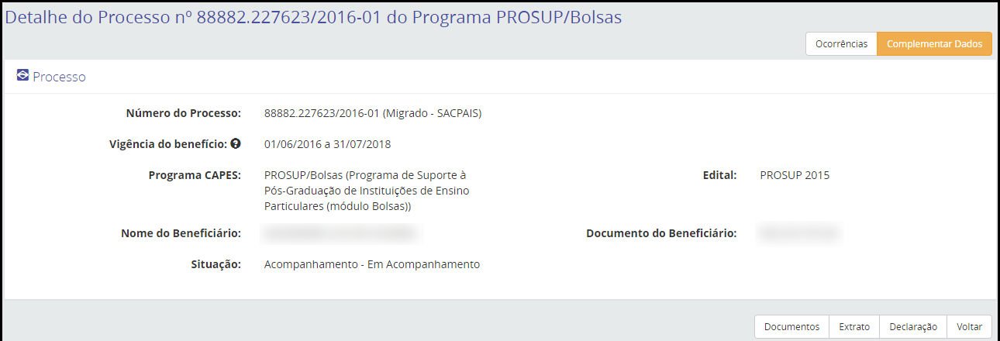 Detalhe do Processo nº 88882.227623/2016-01 do Programa PROSUP/Bolsas
Ocorrências Complementar Dados
Processo
Número do Processo: 88882.227623/2016-01 (Migrado - SACPAIS)
Vigência do benefício: ? 01/06/2016 a 31/07/2018
Programa CAPES: PROSUP/Bolsas (Programa de Suporte à Edital: PROSUP 2015
Pós-Graduação de Instituições de Ensino
Particulares (módulo Bolsas))
Nome do Beneficiário: Documento do Beneficiário:
Situação: Acompanhamento - Em Acompanhamento
Documentos Extrato Declaração Voltar